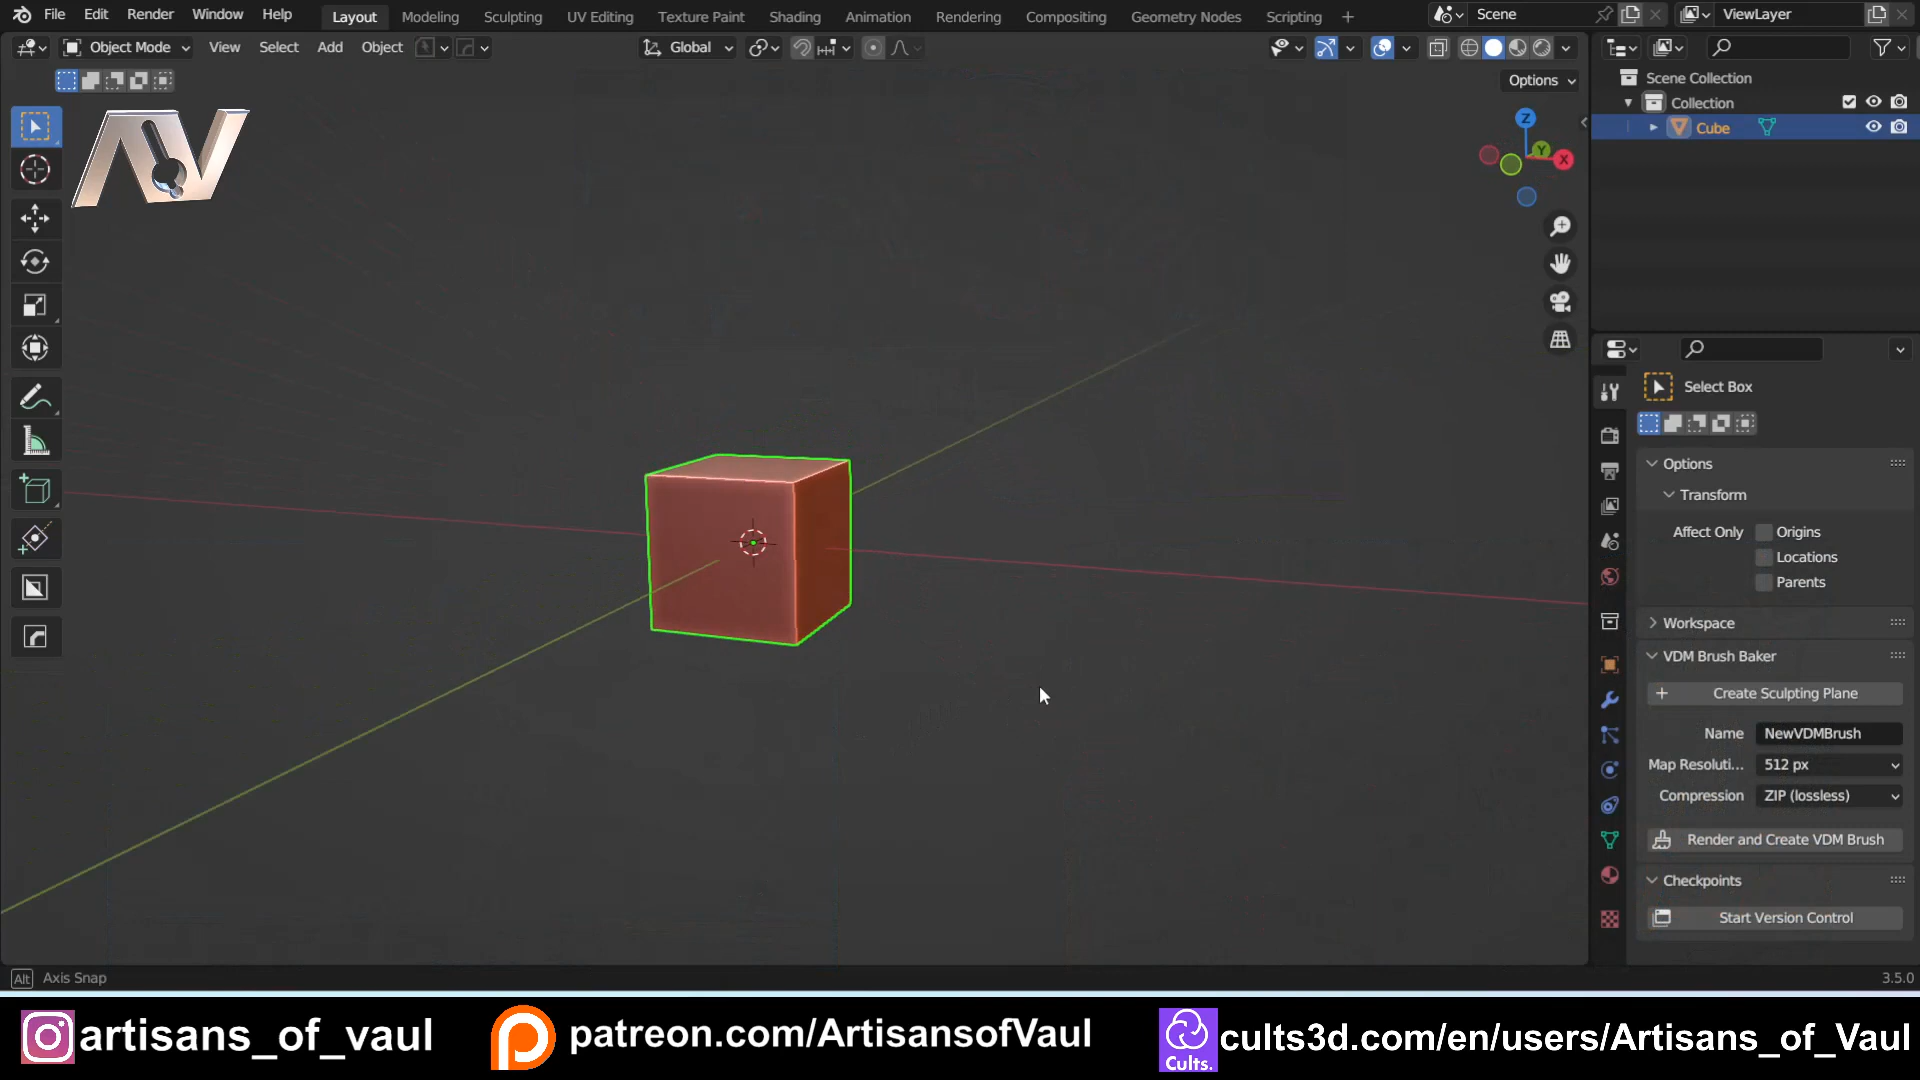 File Edit Render Window Help Layout Modeling Sculpting UV Editing Texture Paint Shading Animation Rendering Compositing Geometry Nodes Scripting + Scene ViewLayer
Object Mode View Select Add Object Global
Options
Scene Collection
Collection
Cube
Z
Y
X
Select Box
Options
Transform
Affect Only Origins
Locations
Parents
Workspace
VDM Brush Baker
Create Sculpting Plane
Name NewVDMBrush
Map Resoluti... 512 px
Compression ZIP (lossless)
Render and Create VDM Brush
Checkpoints
Start Version Control
Alt Axis Snap 3.5.0
artisans_of_vaul patreon.com/ArtisansofVaul Cults. cults3d.com/en/users/Artisans_of_Vaul